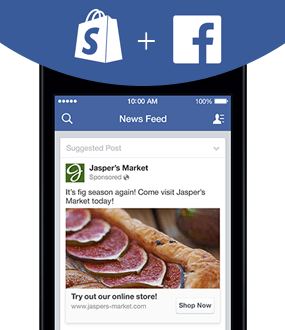 S + f
10:00 AM 100%
News Feed
Suggested Post
Jasper's Market
Sponsored
It's fig season again! Come visit Jasper's
Market today!
Try out our online store!
www.jaspers-market.com
Shop Now